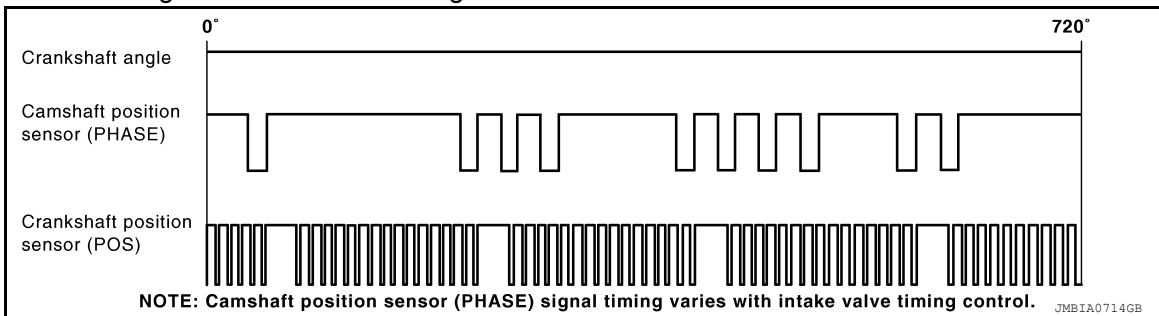 0°
720°
Crankshaft angle
Camshaft position
sensor (PHASE)
Crankshaft position
sensor (POS)
NOTE: Camshaft position sensor (PHASE) signal timing varies with intake valve timing control.
JMBIA0714GB